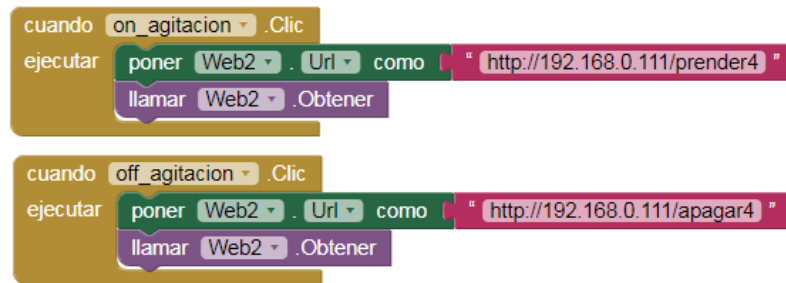 cuando on_agitacion .Clic
ejecutar poner Web2 . Url como " http://192.168.0.111/prender4 "
llamar Web2 .Obtener
cuando off_agitacion .Clic
ejecutar poner Web2 . Url como " http://192.168.0.111/apagar4 "
llamar Web2 .Obtener